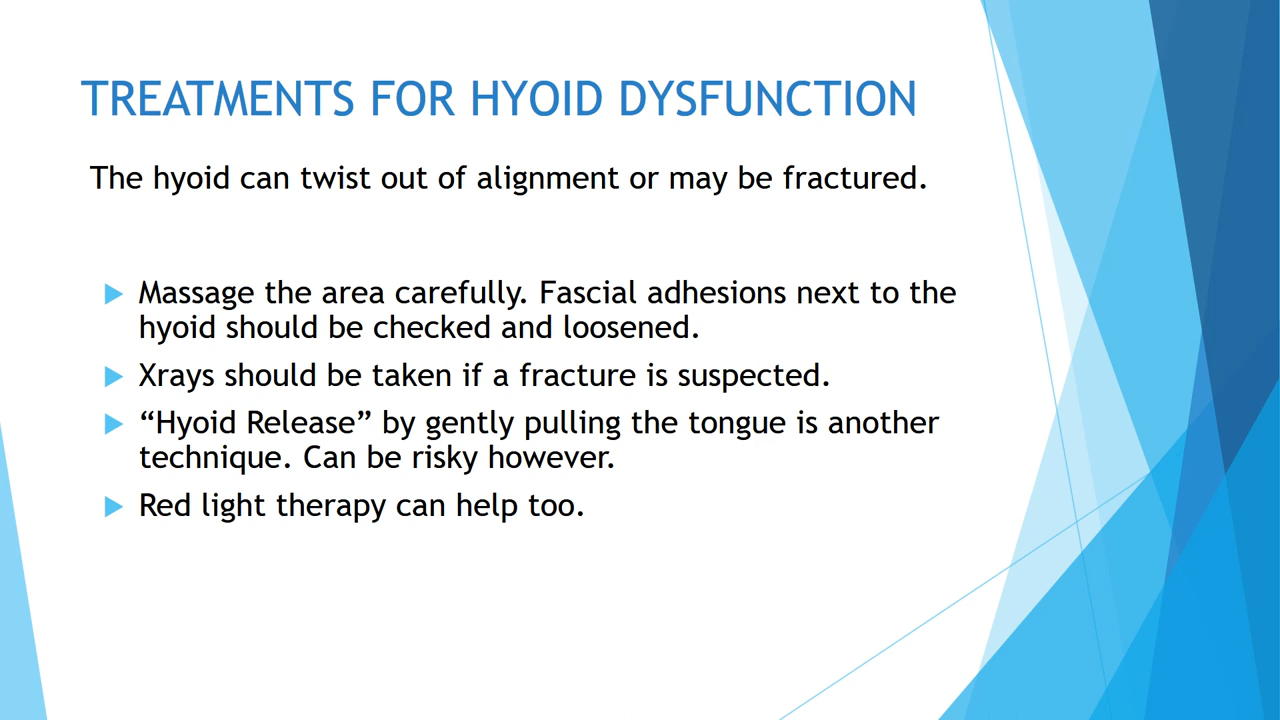 TREATMENTS FOR HYOID DYSFUNCTION
The hyoid can twist out of alignment or may be fractured.
Massage the area carefully. Fascial adhesions next to the
hyoid should be checked and loosened.
Xrays should be taken if a fracture is suspected.
“Hyoid Release” by gently pulling the tongue is another
technique. Can be risky however.
Red light therapy can help too.